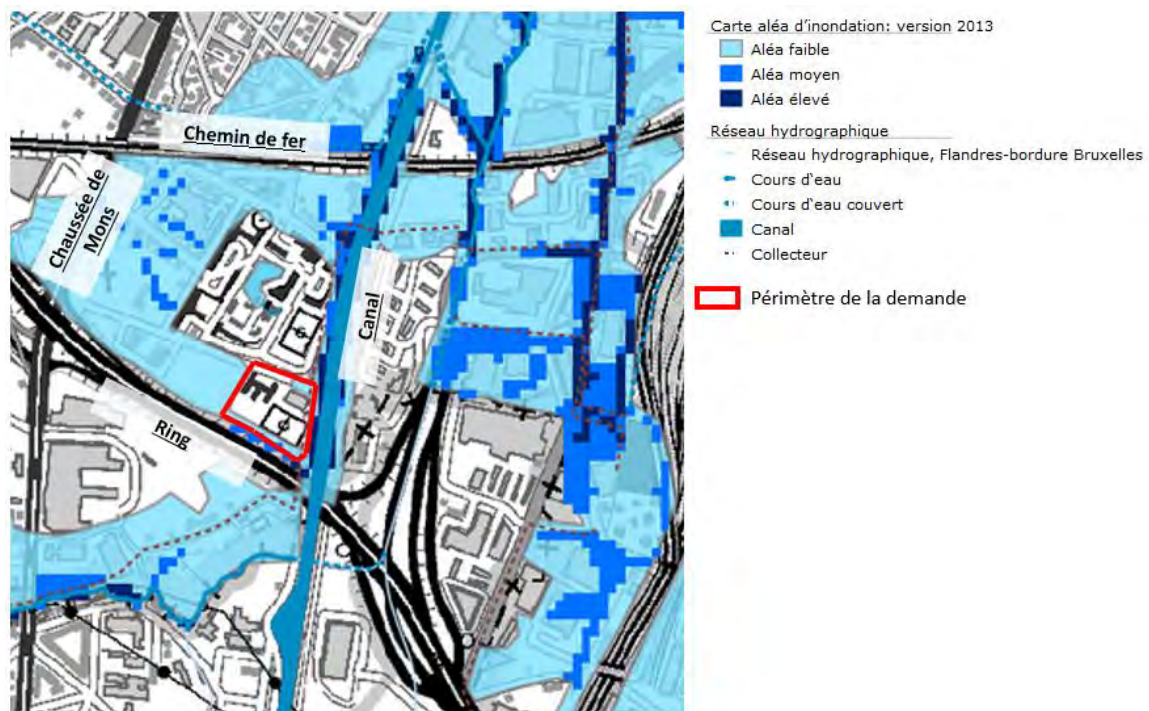 Chemin de fer
Chaussée de
Mons
Canal
Ring
Carte aléa d'inondation: version 2013
Aléa faible
Aléa moyen
Aléa élevé
Réseau hydrographique
Réseau hydrographique, Flandres-bordure Bruxelles
Cours d'eau
Cours d'eau couvert
Canal
Collecteur
Périmètre de la demande